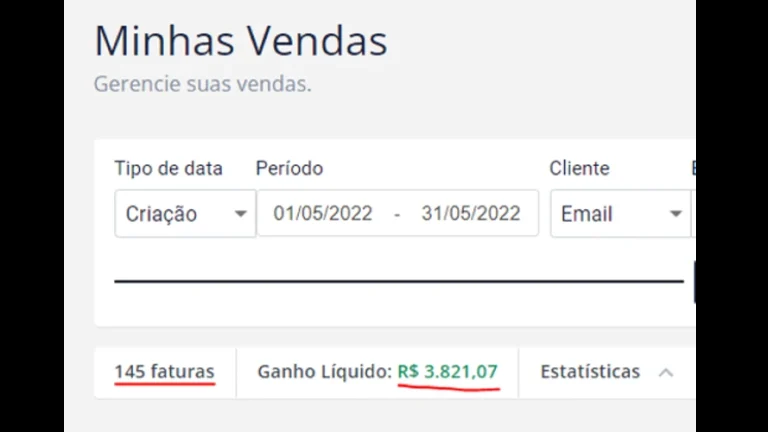 Minhas Vendas
Gerencie suas vendas.
Tipo de data Período Cliente
Criação 01/05/2022 - 31/05/2022 Email
145 faturas Ganho Líquido: R$ 3.821,07 Estatísticas